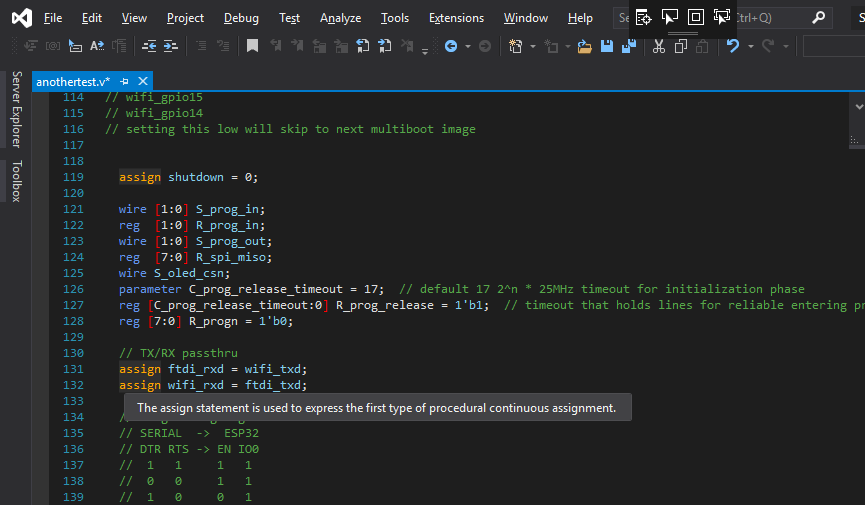 File Edit View Project Debug Test Analyze Tools Extensions Window Help Se Ctrl+Q) S
anothertest.v*
Server Explorer
Toolbox
114 // wifi_gpio15
115 // wifi_gpio14
116 // setting this low will skip to next multiboot image
117
118
119 assign shutdown = 0;
120
121 wire [1:0] S_prog_in;
122 reg [1:0] R_prog_in;
123 wire [1:0] S_prog_out;
124 reg [7:0] R_spi_miso;
125 wire S_oled_csn;
126 parameter C_prog_release_timeout = 17; // default 17 2^n * 25MHz timeout for initialization phase
127 reg [C_prog_release_timeout:0] R_prog_release = 1'b1; // timeout that holds lines for reliable entering pr
128 reg [7:0] R_progn = 1'b0;
129
130 // TX/RX passthru
131 assign ftdi_rxd = wifi_txd;
132 assign wifi_rxd = ftdi_txd;
133
The assign statement is used to express the first type of procedural continuous assignment.
134
135 // SERIAL -> ESP32
136 // DTR RTS -> EN IO0
137 // 1 1 1 1
138 // 0 0 1 1
139 // 1 0 0 1